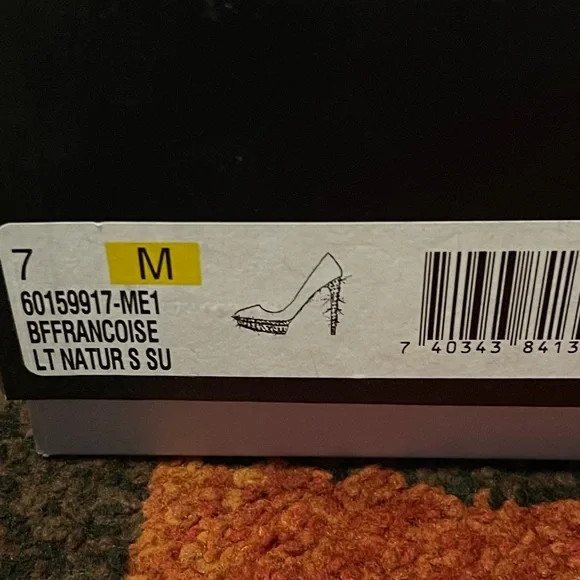 7 M
60159917-ME1
BFFRANCOISE
LT NATUR S SU
7 40343 8413